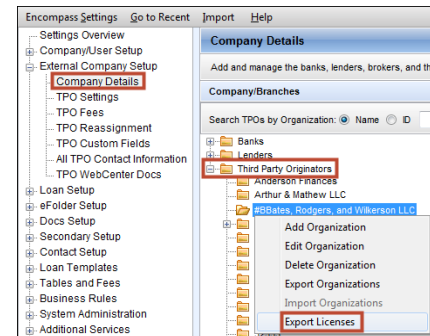 Encompass Settings Go to Recent Import Help
Settings Overview
Company/User Setup
External Company Setup
Company Details
TPO Settings
TPO Fees
TPO Reassignment
TPO Custom Fields
All TPO Contact Information
TPO WebCenter Docs
Loan Setup
eFolder Setup
Docs Setup
Secondary Setup
Contact Setup
Loan Templates
Tables and Fees
Business Rules
System Administration
Additional Services
Company Details
Add and manage the banks, lenders, brokers, and
Company/Branches
Search TPOs by Organization: Name ID
Banks
Lenders
Third Party Originators
Anderson Finances
Arthur & Mathew LLC
#BBates, Rodgers, and Wilkerson LLC
Add Organization
Edit Organization
Delete Organization
Export Organizations
Import Organizations
Export Licenses